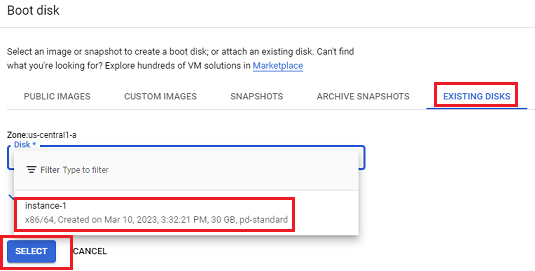 Boot disk
Select an image or snapshot to create a boot disk; or attach an existing disk. Can't find
what you're looking for? Explore hundreds of VM solutions in Marketplace
PUBLIC IMAGES CUSTOM IMAGES SNAPSHOTS ARCHIVE SNAPSHOTS EXISTING DISKS
Zone:us-central1-a
Disk *
Filter Type to filter
instance-1
x86/64, Created on Mar 10, 2023, 3:32:21 PM, 30 GB, pd-standard
SELECT CANCEL